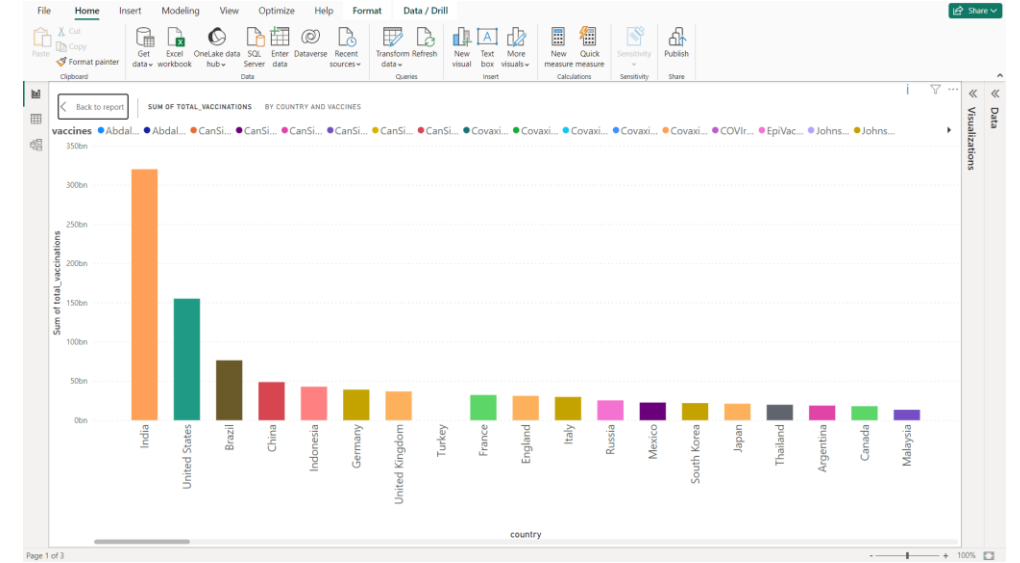 File Home Insert Modeling View Optimize Help Format Data / Drill Share
Paste Cut Copy Format painter
Get data Excel workbook OneLake data hub SQL Server Enter data Dataverse Recent sources Transform data Refresh New visual Text box More visuals New measure Quick measure Sensitivity Publish
Clipboard Data Queries Insert Calculations Sensitivity Share
Back to report SUM OF TOTAL_VACCINATIONS BY COUNTRY AND VACCINES
vaccines Abdal... Abdal... CanSi... CanSi... CanSi... CanSi... CanSi... CanSi... Covaxi... Covaxi... Covaxi... Covaxi... Covaxi... COVIr... EpiVac... Johns... Johns...
Visualizations
Data
Sum of total_vaccinations
350bn
300bn
250bn
200bn
150bn
100bn
50bn
0bn
India United States Brazil China Indonesia Germany United Kingdom Turkey France England Italy Russia Mexico South Korea Japan Thailand Argentina Canada Malaysia
country
Page 1 of 3 - + 100%